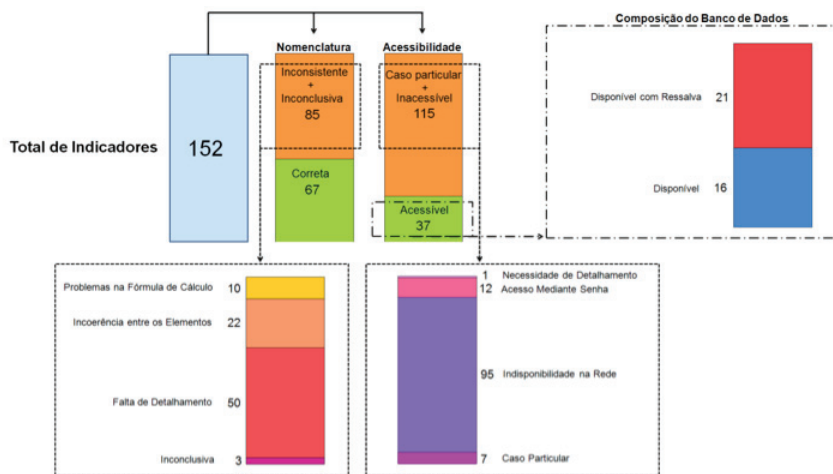 Composição do Banco de Dados
Nomenclatura
Acessibilidade
Inconsistente
+
Inconclusiva
85
Caso particular
+
Inacessível
115
Disponível com Ressalva 21
Total de Indicadores
152
Correta
67
Acessível
37
Disponível 16
Problemas na Fórmula de Cálculo 10
Incoerência entre os Elementos 22
Falta de Detalhamento 50
Inconclusiva 3
1 Necessidade de Detalhamento
12 Acesso Mediante Senha
95 Indisponibilidade na Rede
7 Caso Particular